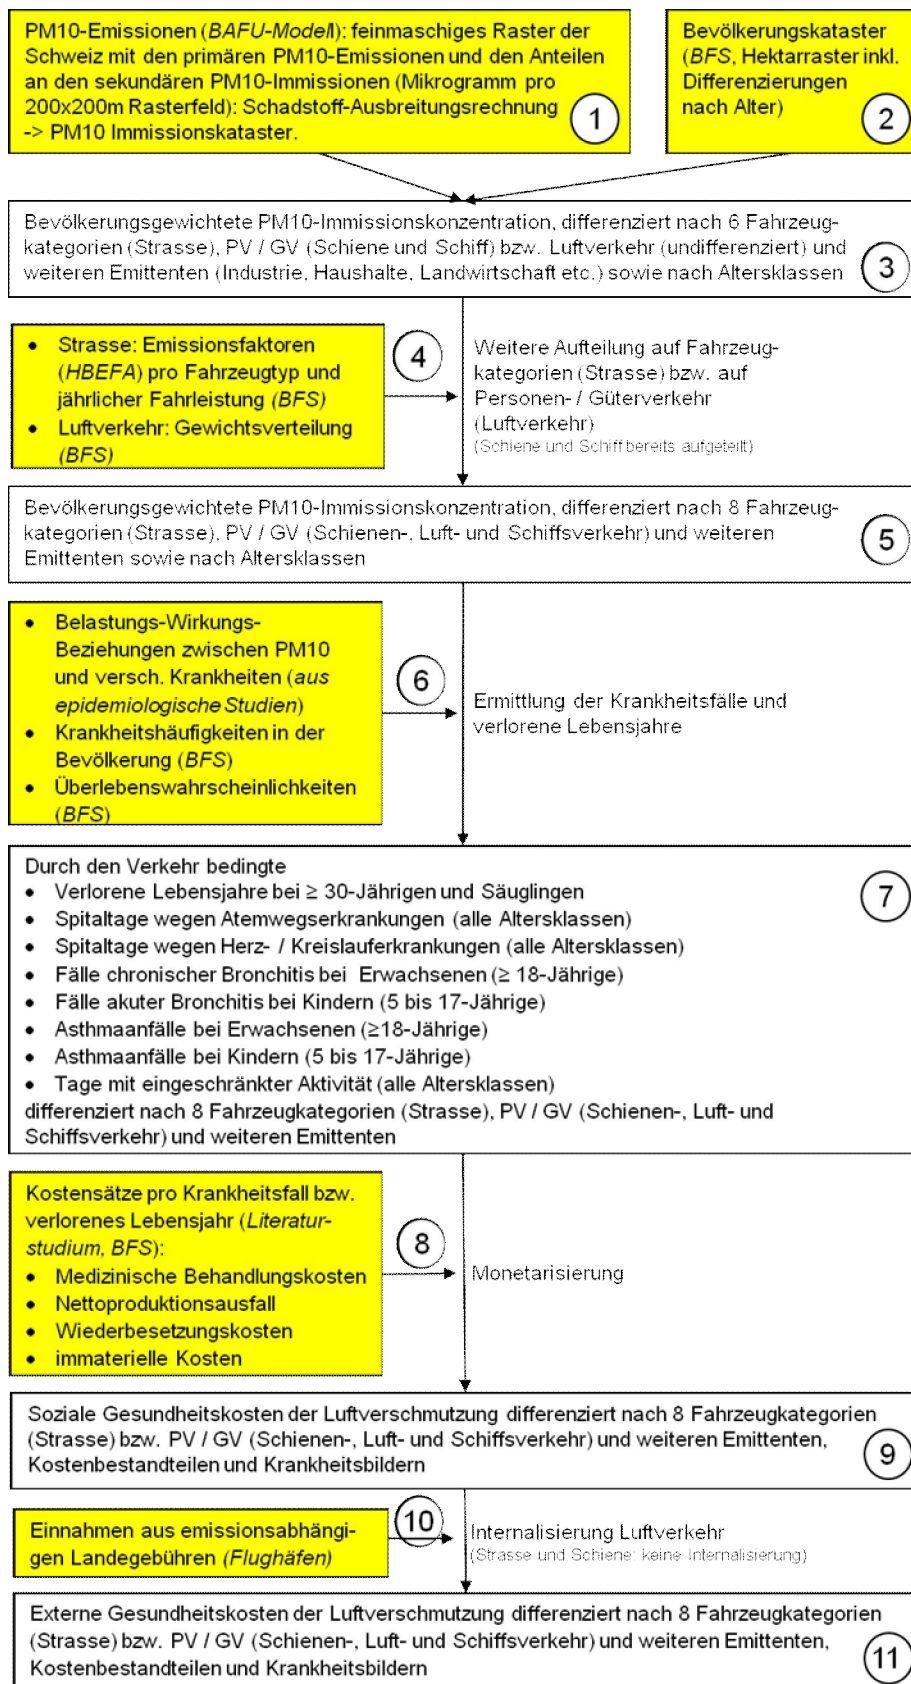 PM10-Emissionen (BAFU-Modell): feinmaschiges Raster der
Schweiz mit den primären PM10-Emissionen und den Anteilen
an den sekundären PM10-Immissionen (Mikrogramm pro
200x200m Rasterfeld): Schadstoff-Ausbreitungsrechnung
-> PM10 Immissionskataster.
1
Bevölkerungskataster
(BFS, Hektarraster inkl.
Differenzierungen
nach Alter)
2
Bevölkerungsgewichtete PM10-Immissionskonzentration, differenziert nach 6 Fahrzeug-
kategorien (Strasse), PV / GV (Schiene und Schiff) bzw. Luftverkehr (undifferenziert) und
weiteren Emittenten (Industrie, Haushalte, Landwirtschaft etc.) sowie nach Altersklassen
3
• Strasse: Emissionsfaktoren
(HBEFA) pro Fahrzeugtyp und
jährlicher Fahrleistung (BFS)
• Luftverkehr: Gewichtsverteilung
(BFS)
4
Weitere Aufteilung auf Fahrzeug-
kategorien (Strasse) bzw. auf
Personen- / Güterverkehr
(Luftverkehr)
(Schiene und Schiff bereits aufgeteilt)
Bevölkerungsgewichtete PM10-Immissionskonzentration, differenziert nach 8 Fahrzeug-
kategorien (Strasse), PV / GV (Schienen-, Luft- und Schiffsverkehr) und weiteren
Emittenten sowie nach Altersklassen
5
• Belastungs-Wirkungs-
Beziehungen zwischen PM10
und versch. Krankheiten (aus
epidemiologische Studien)
• Krankheitshäufigkeiten in der
Bevölkerung (BFS)
• Überlebenswahrscheinlichkeiten
(BFS)
6
Ermittlung der Krankheitsfälle und
verlorene Lebensjahre
Durch den Verkehr bedingte
• Verlorene Lebensjahre bei ≥ 30-Jährigen und Säuglingen
• Spitaltage wegen Atemwegserkrankungen (alle Altersklassen)
• Spitaltage wegen Herz- / Kreislauferkrankungen (alle Altersklassen)
• Fälle chronischer Bronchitis bei Erwachsenen (≥ 18-Jährige)
• Fälle akuter Bronchitis bei Kindern (5 bis 17-Jährige)
• Asthmaanfälle bei Erwachsenen (≥18-Jährige)
• Asthmaanfälle bei Kindern (5 bis 17-Jährige)
• Tage mit eingeschränkter Aktivität (alle Altersklassen)
differenziert nach 8 Fahrzeugkategorien (Strasse), PV / GV (Schienen-, Luft- und
Schiffsverkehr) und weiteren Emittenten
7
Kostensätze pro Krankheitsfall bzw.
verlorenes Lebensjahr (Literatur-
studium, BFS):
• Medizinische Behandlungskosten
• Nettoproduktionsausfall
• Wiederbesetzungskosten
• immaterielle Kosten
8
Monetarisierung
Soziale Gesundheitskosten der Luftverschmutzung differenziert nach 8 Fahrzeugkategorien
(Strasse) bzw. PV / GV (Schienen-, Luft- und Schiffsverkehr) und weiteren Emittenten,
Kostenbestandteilen und Krankheitsbildern
9
Einnahmen aus emissionsabhängi-
gen Landegebühren (Flughäfen)
10
Internalisierung Luftverkehr
(Strasse und Schiene: keine Internalisierung)
Externe Gesundheitskosten der Luftverschmutzung differenziert nach 8 Fahrzeugkategorien
(Strasse) bzw. PV / GV (Schienen-, Luft- und Schiffsverkehr) und weiteren Emittenten,
Kostenbestandteilen und Krankheitsbildern
11